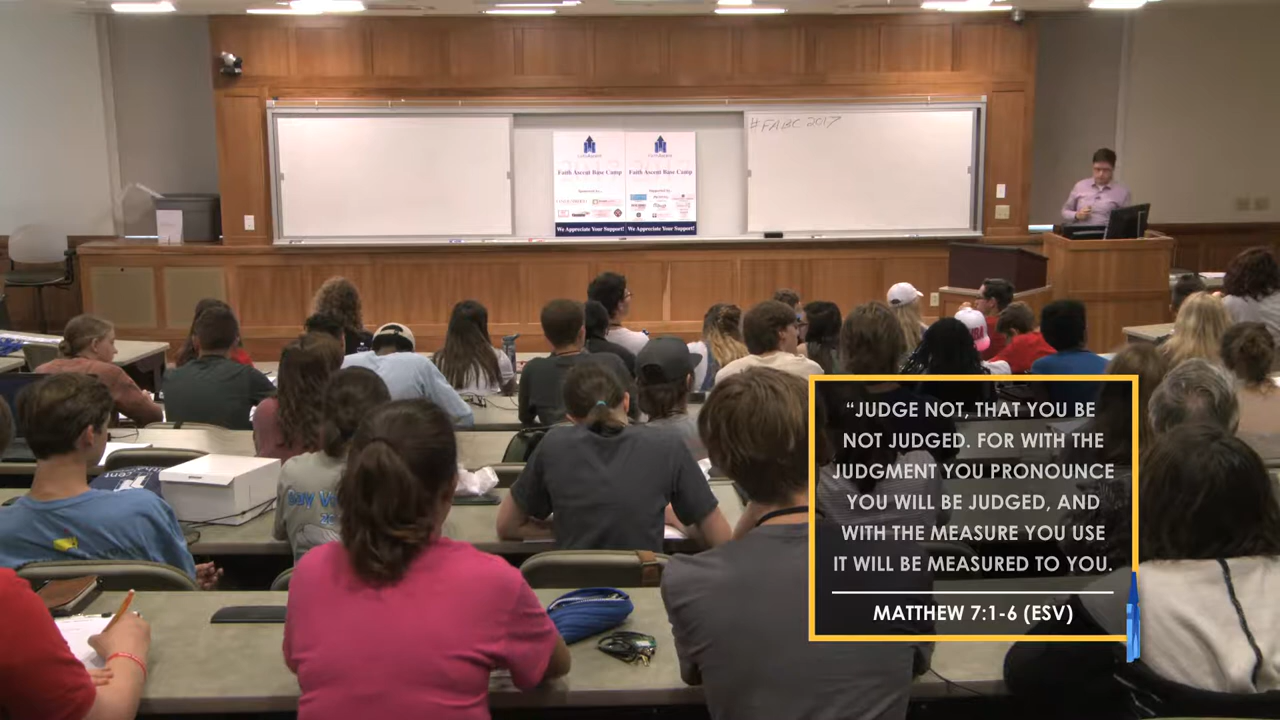 #FABC 2017
Faith Ascent Base Camp
We Appreciate Your Support!
Faith Ascent Base Camp
We Appreciate Your Support!
“JUDGE NOT, THAT YOU BE
NOT JUDGED. FOR WITH THE
JUDGMENT YOU PRONOUNCE
YOU WILL BE JUDGED, AND
WITH THE MEASURE YOU USE
IT WILL BE MEASURED TO YOU.
MATTHEW 7:1-6 (ESV)